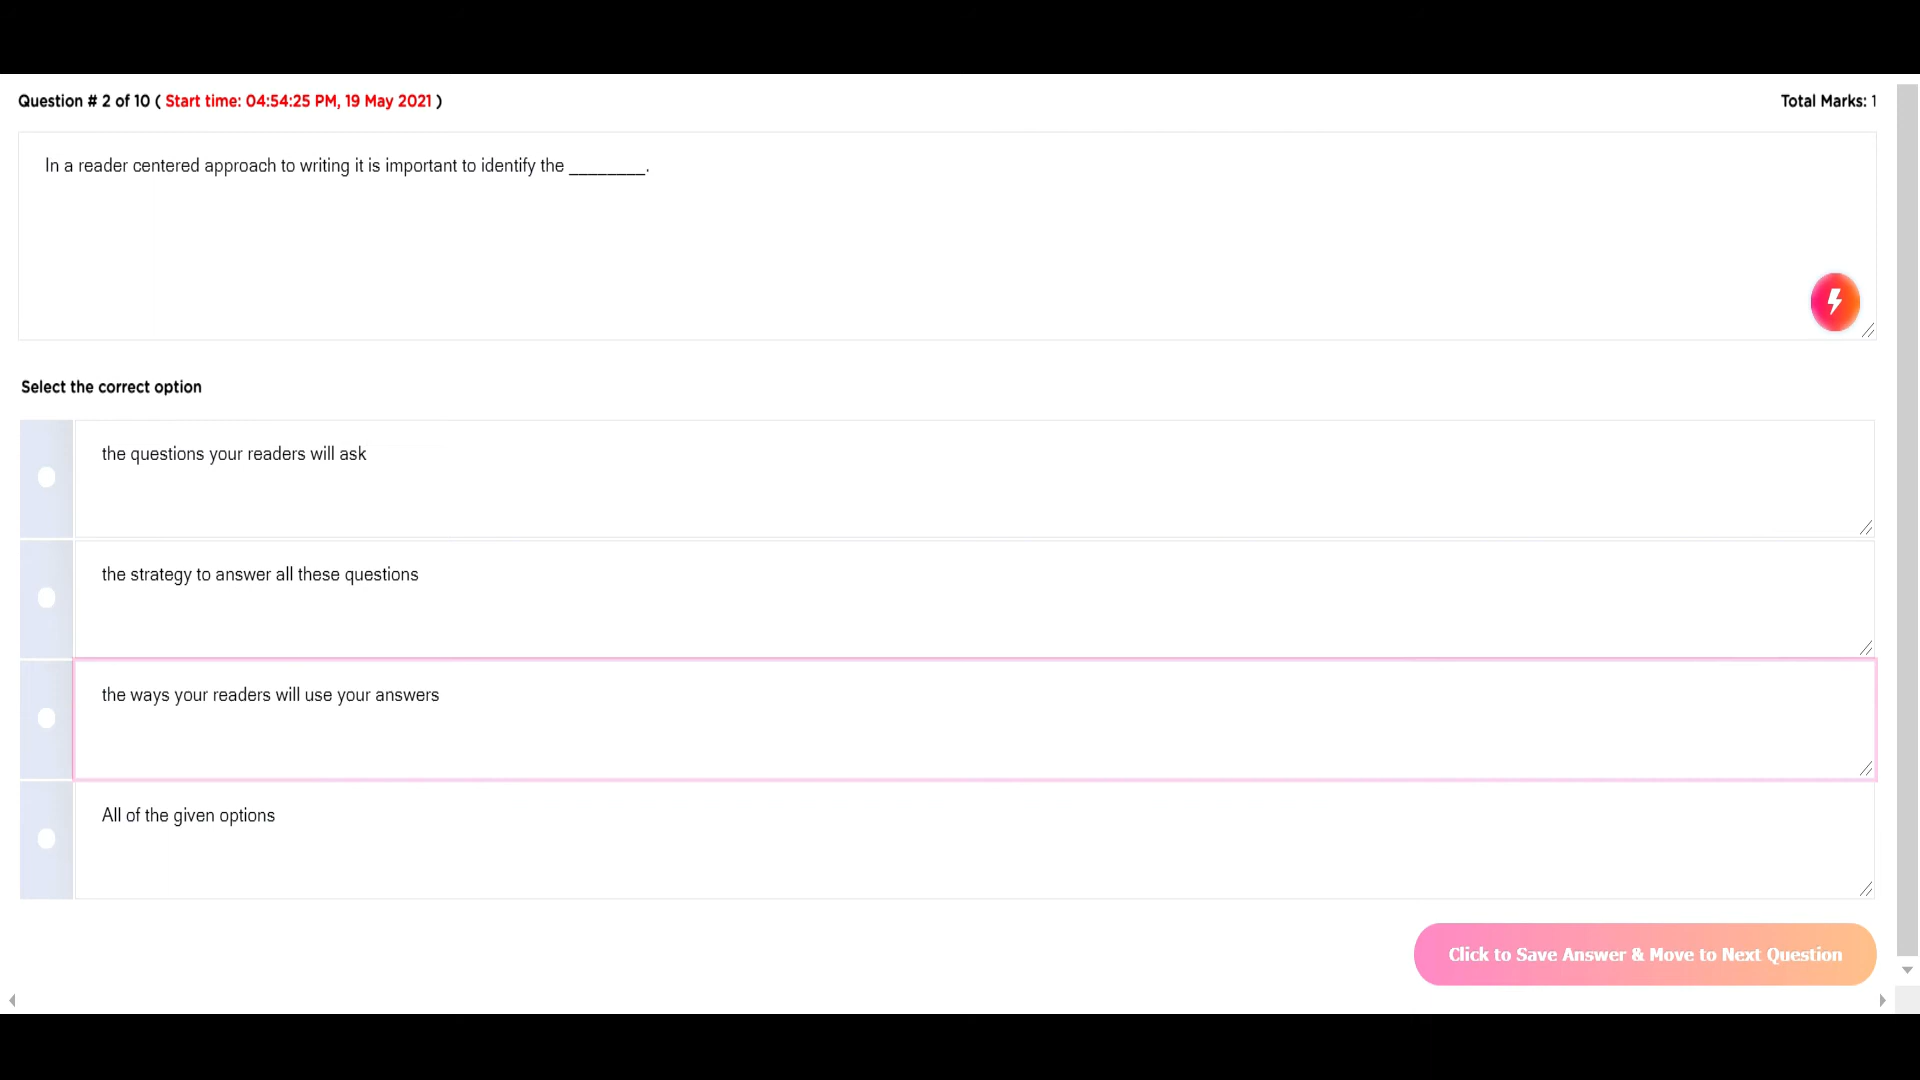 Question # 2 of 10 ( Start time: 04:54:25 PM, 19 May 2021 )
Total Marks: 1
In a reader centered approach to writing it is important to identify the ________.
Select the correct option
the questions your readers will ask
the strategy to answer all these questions
the ways your readers will use your answers
All of the given options
Click to Save Answer & Move to Next Question